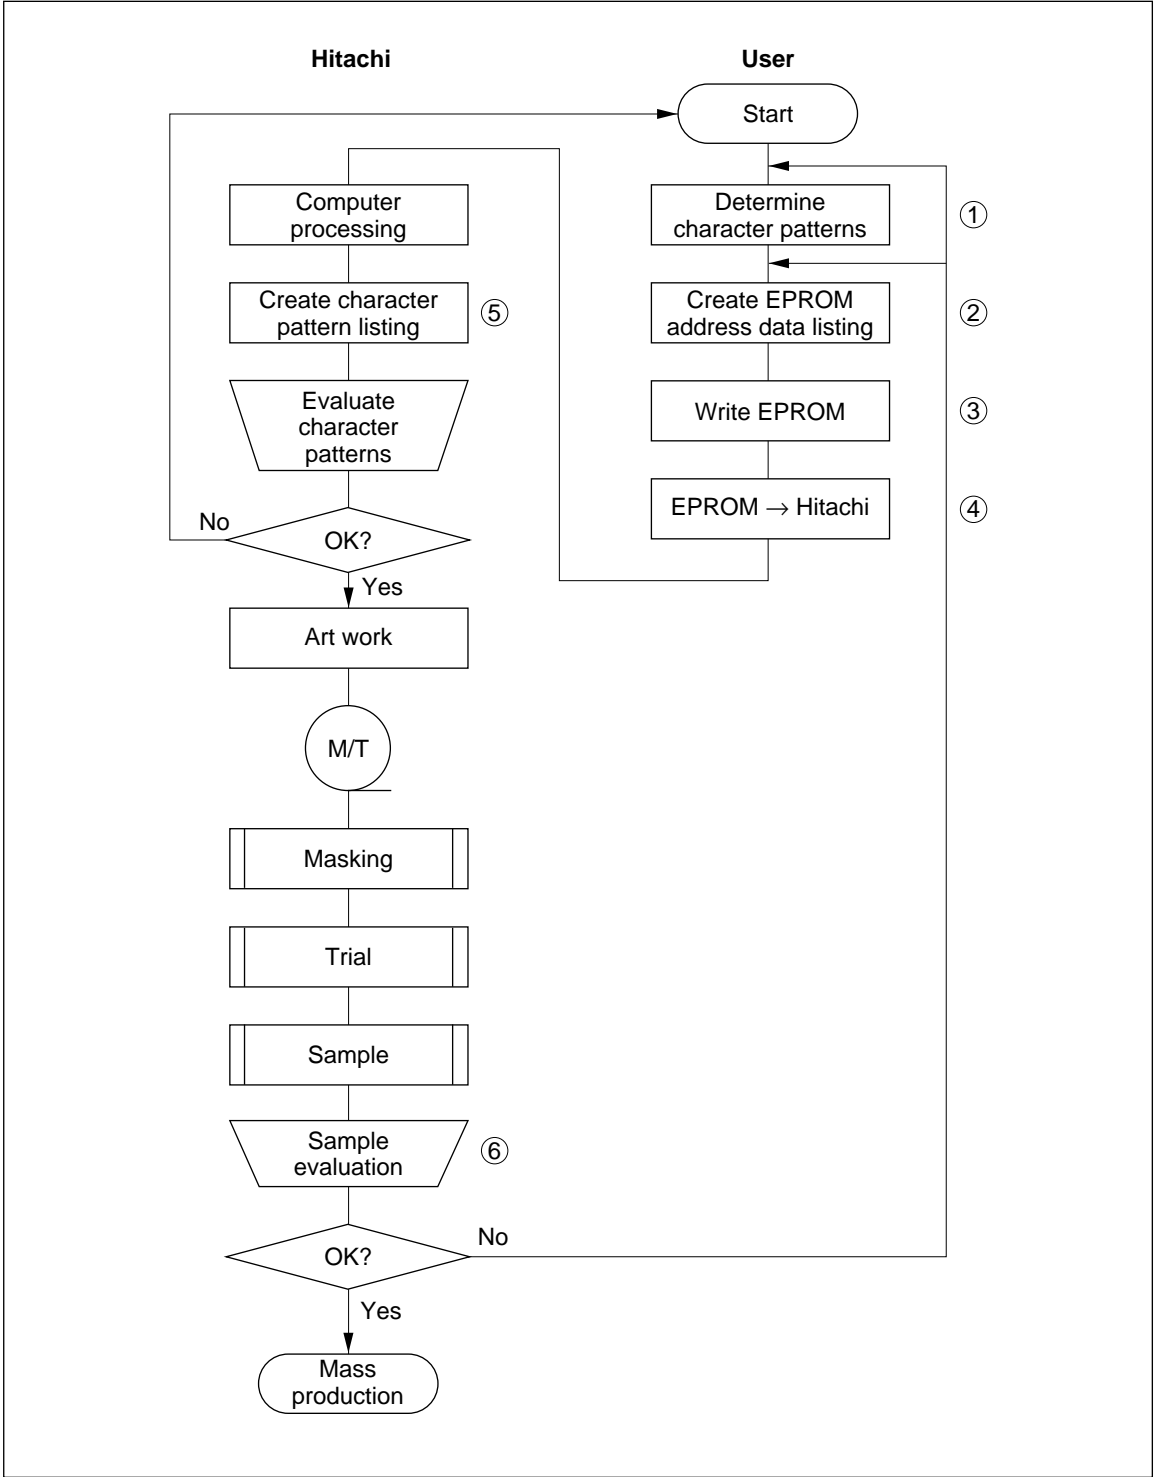 Hitachi
User
Start
Computer
processing
Determine
character patterns
①
Create character
pattern listing
⑤
Create EPROM
address data listing
②
Evaluate
character
patterns
Write EPROM
③
EPROM → Hitachi
④
No
OK?
Yes
Art work
M/T
Masking
Trial
Sample
Sample
evaluation
⑥
No
OK?
Yes
Mass
production